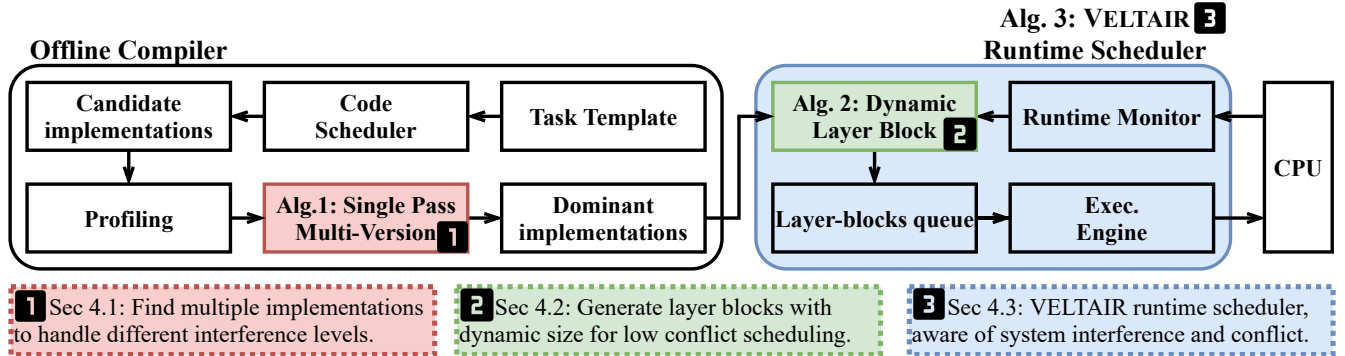 Alg. 3: VELTAIR 3
Offline Compiler
Runtime Scheduler
Candidate
implementations
Code
Scheduler
Task Template
Alg. 2: Dynamic
Layer Block 2
Runtime Monitor
CPU
Profiling
Alg.1: Single Pass
Multi-Version 1
Dominant
implementations
Layer-blocks queue
Exec.
Engine
1 Sec 4.1: Find multiple implementations
to handle different interference levels.
2 Sec 4.2: Generate layer blocks with
dynamic size for low conflict scheduling.
3 Sec 4.3: VELTAIR runtime scheduler,
aware of system interference and conflict.